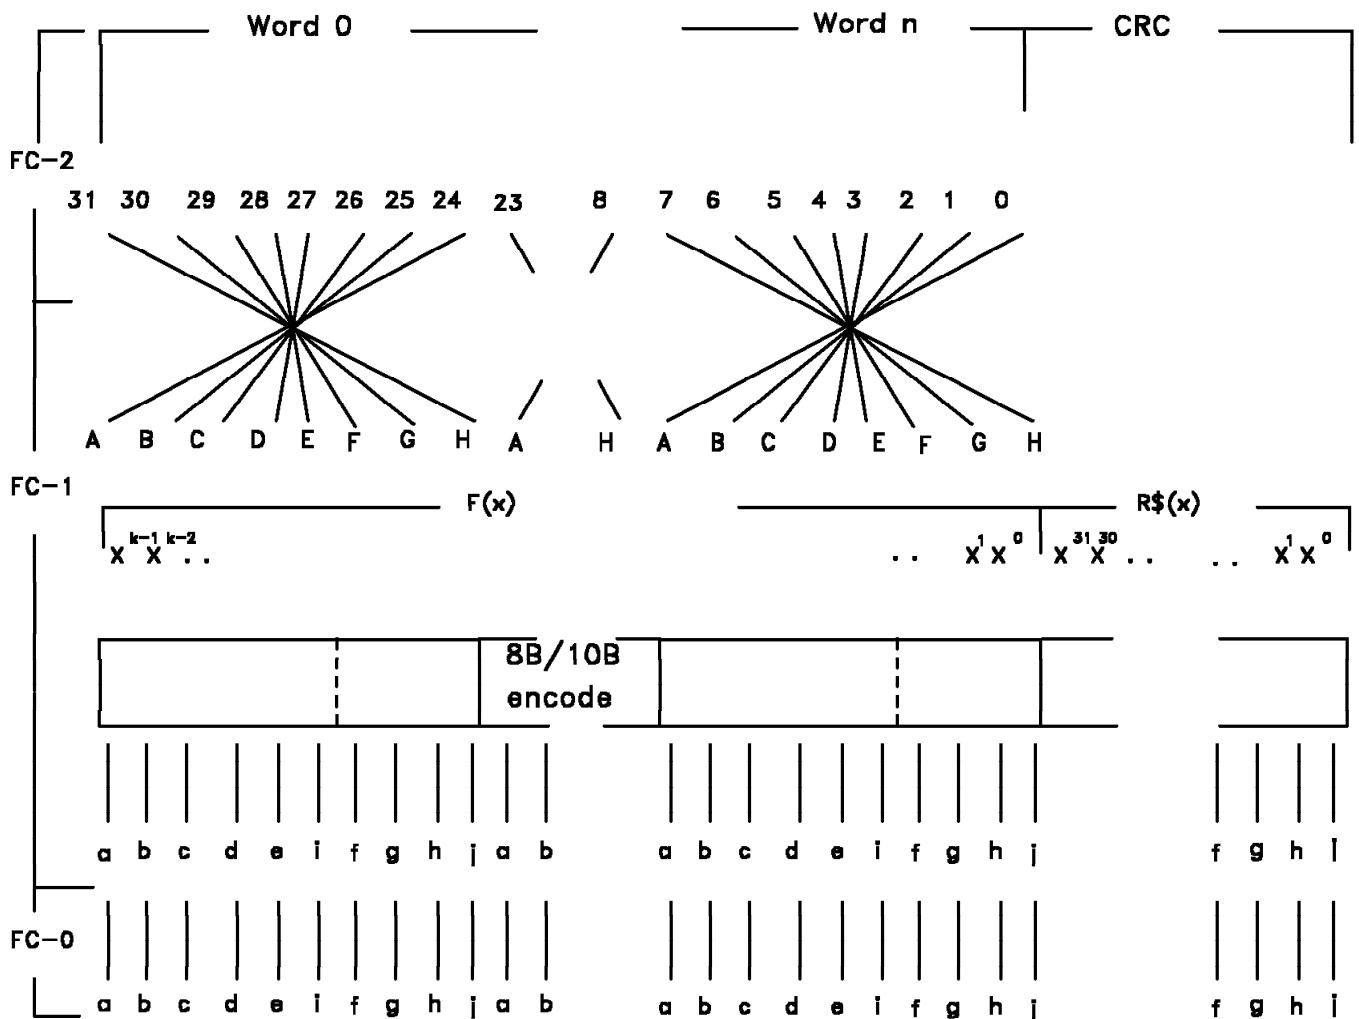 Word 0 Word n CRC
FC-2
31 30 29 28 27 26 25 24 23 8 7 6 5 4 3 2 1 0
A B C D E F G H A H A B C D E F G H
FC-1
F(x) R$(x)
X^k-1 X^k-2 . . . . X^1 X^0 X^31 X^30 . . . . X^1 X^0
8B/10B
encode
a b c d e i f g h j a b a b c d e i f g h j f g h j
FC-0
a b c d e i f g h j a b a b c d e i f g h j f g h j